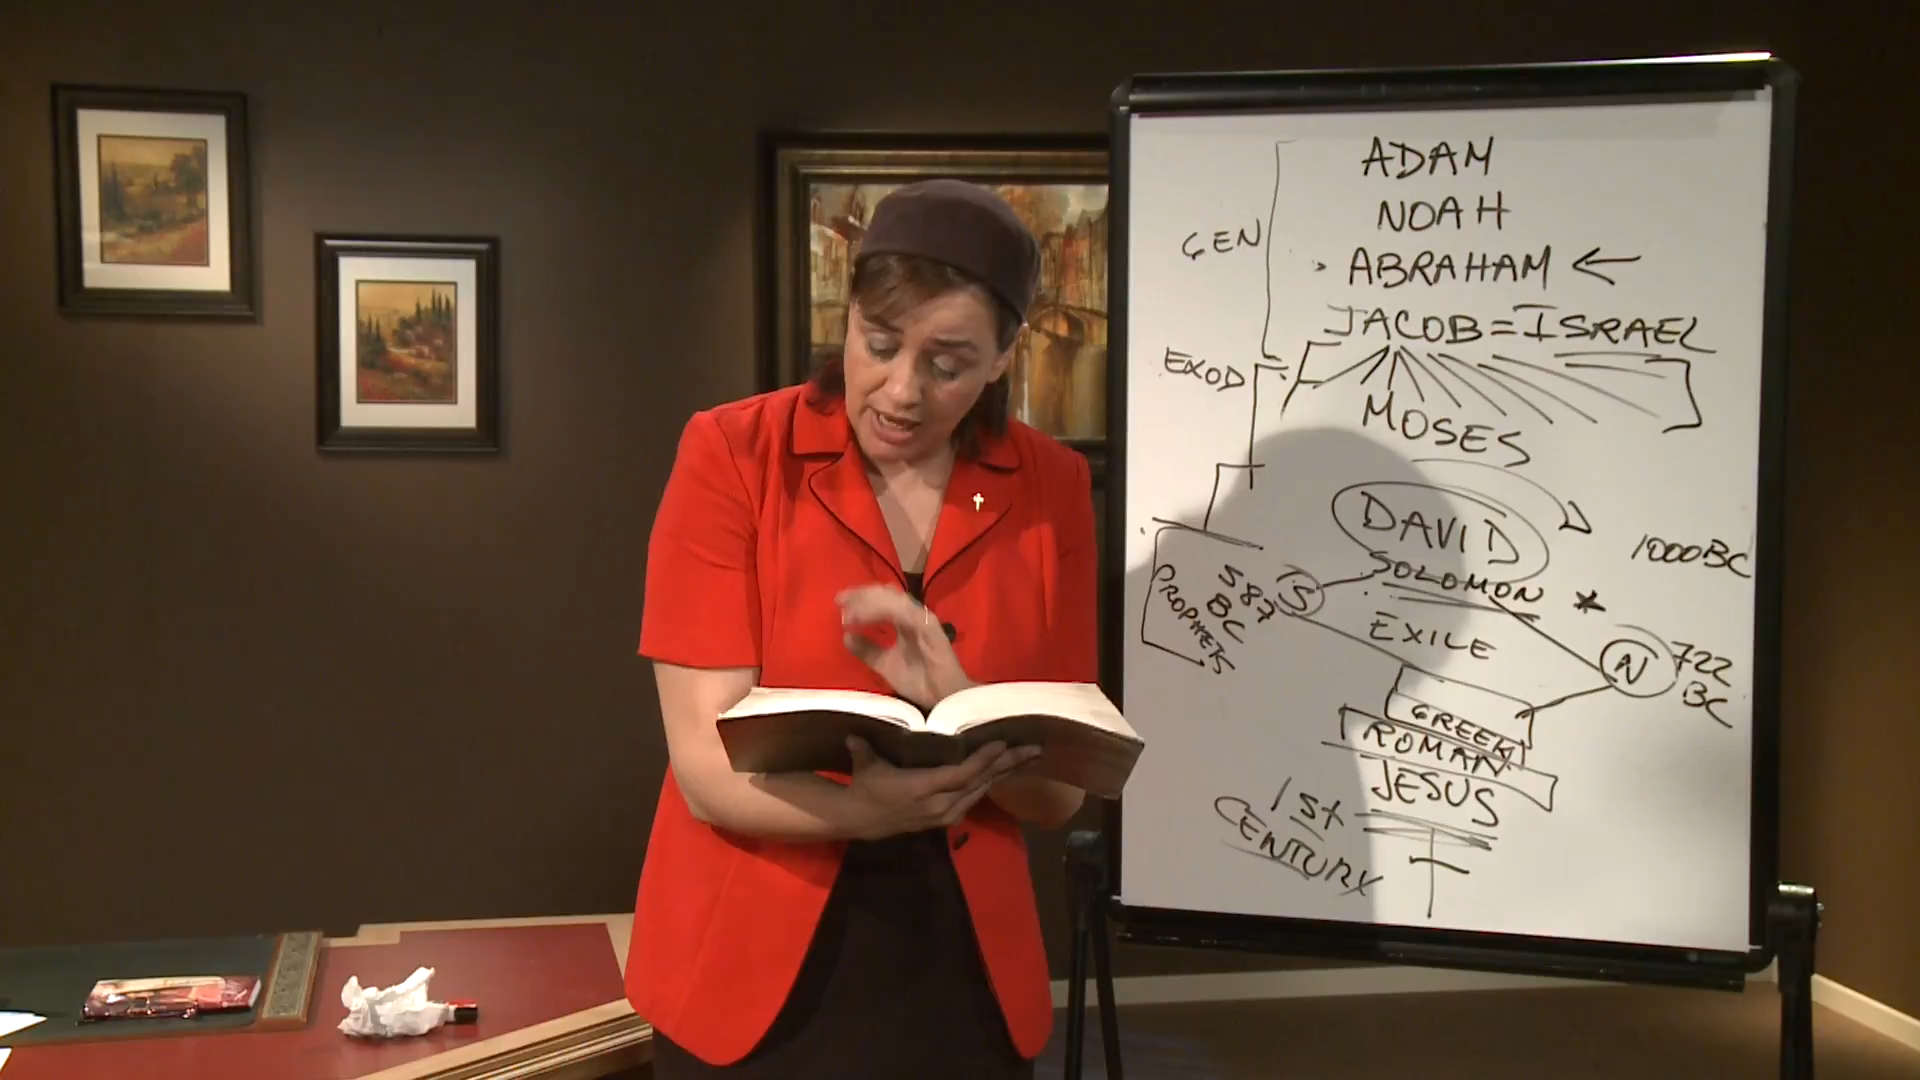 ADAM
NOAH
GEN
ABRAHAM ←
JACOB = ISRAEL
EXOD
MOSES
DAVID
1000BC
SOLOMON *
587
BC
PROPHETS
S
EXILE
N
722
BC
GREEK
ROMAN
JESUS
1ST
CENTURY